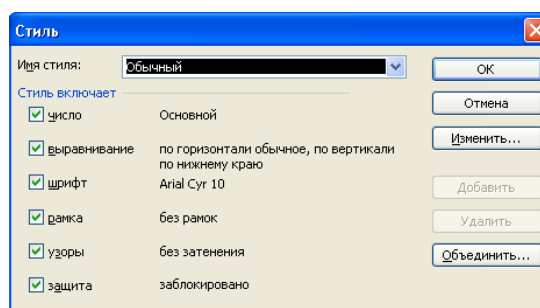 Стиль
Имя стиля: Обычный
ОК
Стиль включает
Отмена
число Основной
Изменить...
выравнивание по горизонтали обычное, по вертикали
по нижнему краю
шрифт Arial Cyr 10
Добавить
рамка без рамок
Удалить
узоры без затенения
Объединить...
защита заблокировано